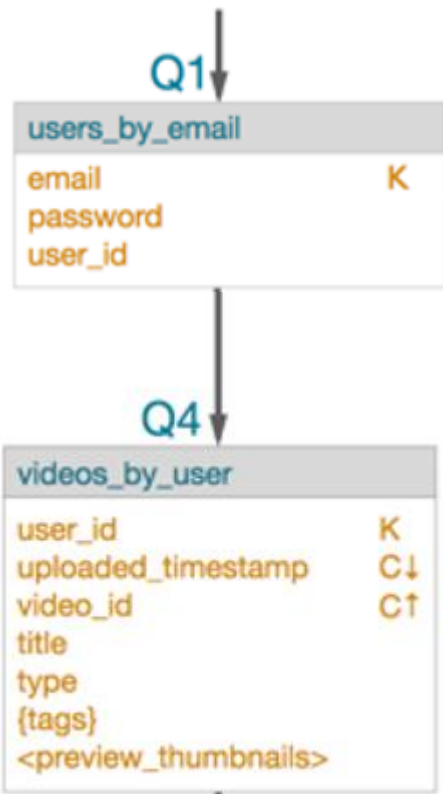 Q1
users_by_email
email K
password
user_id
Q4
videos_by_user
user_id K
uploaded_timestamp C↓
video_id C↑
title
type
{tags}
<preview_thumbnails>